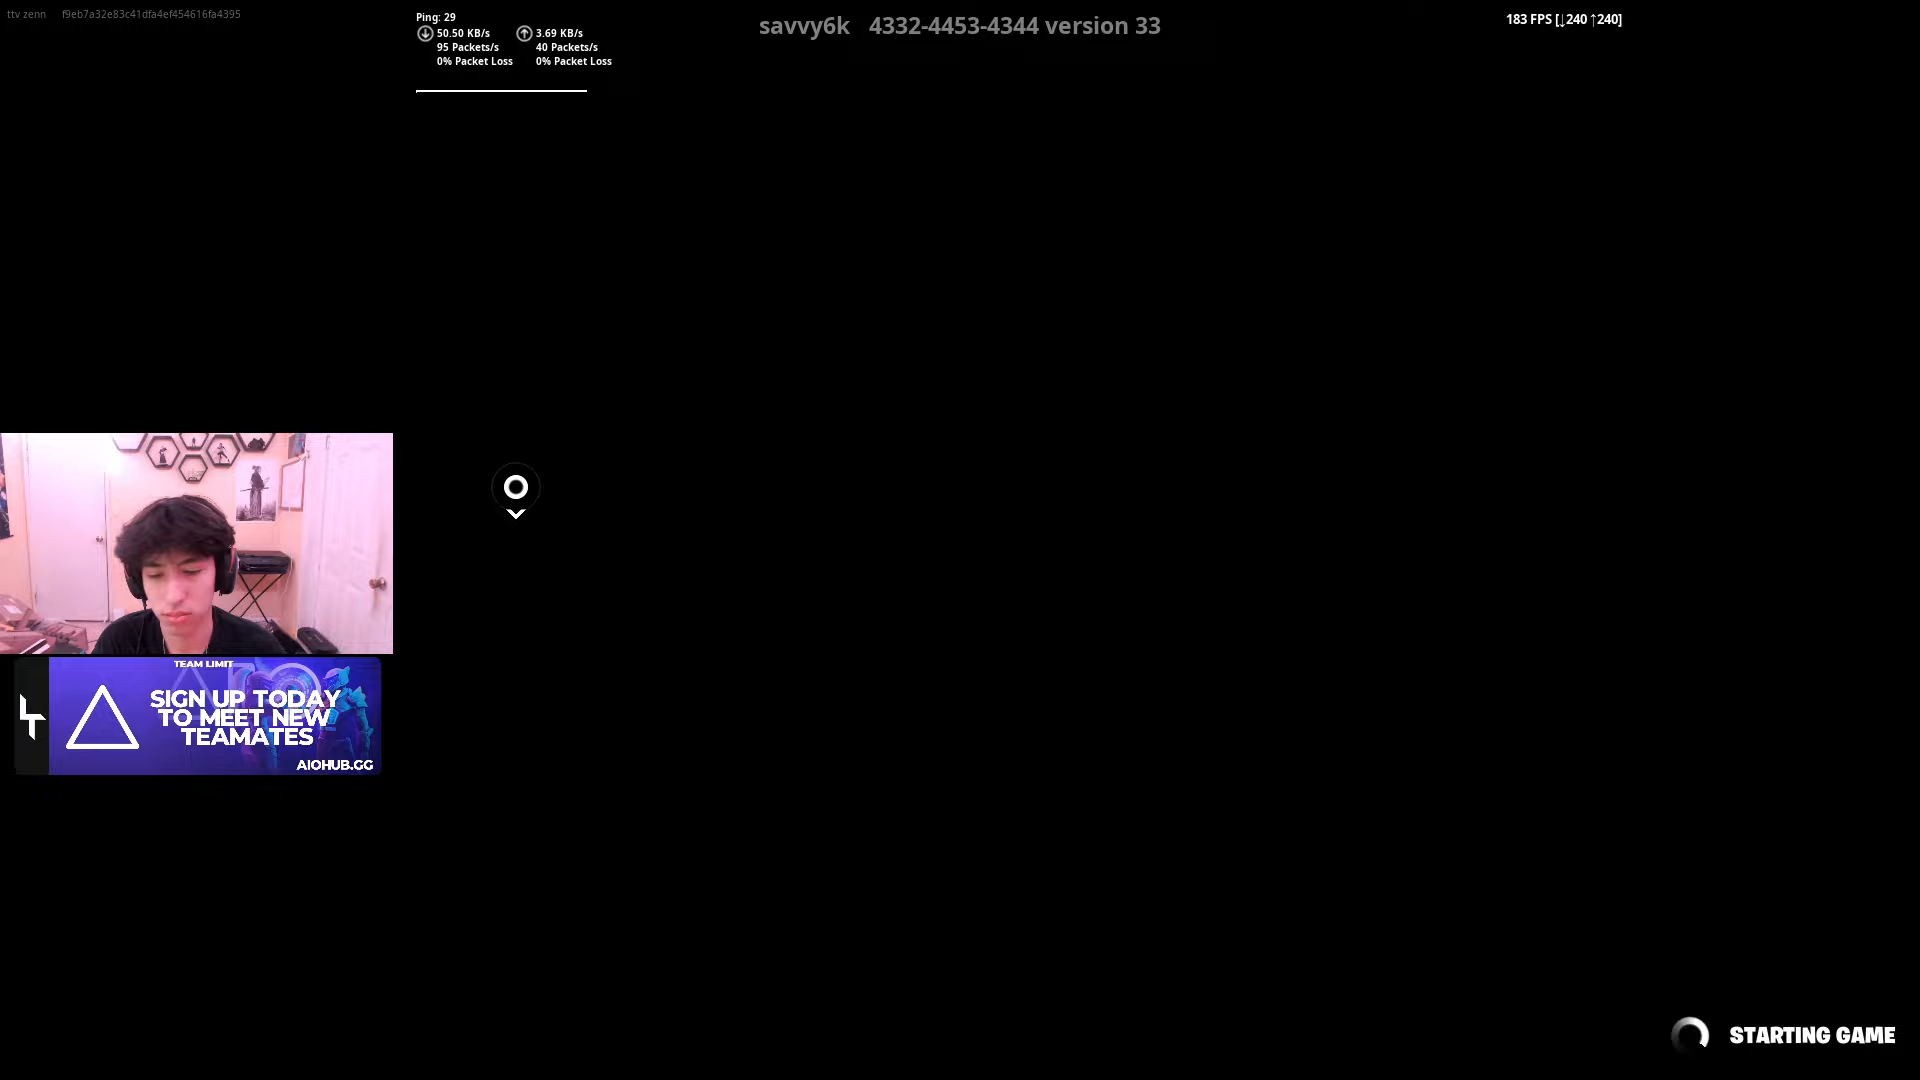 ttv zenn f9eb7a32e83c41dfa4ef454616fa4395
Ping: 29
50.50 KB/s 3.69 KB/s
95 Packets/s 40 Packets/s
0% Packet Loss 0% Packet Loss
savvy6k 4332-4453-4344 version 33
183 FPS [↓240 ↑240]
TEAM LIMIT
SIGN UP TODAY
TO MEET NEW
TEAMATES
AIOHUB.GG
STARTING GAME